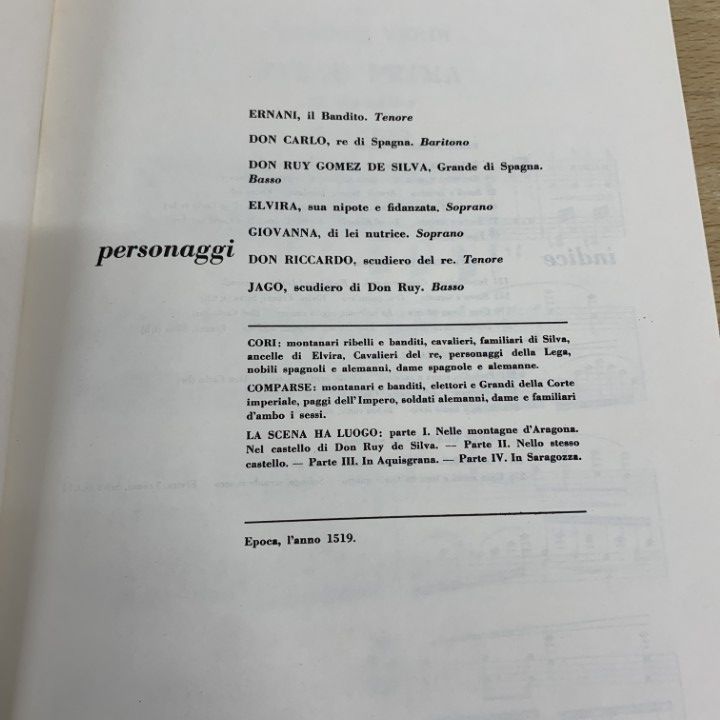 ERNANI, il Bandito. Tenore
DON CARLO, re di Spagna. Baritono
DON RUY GOMEZ DE SILVA, Grande di Spagna.
Basso
ELVIRA, sua nipote e fidanzata. Soprano
GIOVANNA, di lei nutrice. Soprano
personaggi
DON RICCARDO, scudiero del re. Tenore
JAGO, scudiero di Don Ruy. Basso
CORI: montanari ribelli e banditi, cavalieri, familiari di Silva,
ancelle di Elvira, Cavalieri del re, personaggi della Lega,
nobili spagnoli e alemanni, dame spagnole e alemanne.
COMPARSE: montanari e banditi, elettori e Grandi della Corte
imperiale, paggi dell'Impero, soldati alemanni, dame e familiari
d'ambo i sessi.
LA SCENA HA LUOGO: parte I. Nelle montagne d'Aragona.
Nel castello di Don Ruy de Silva. — Parte II. Nello stesso
castello. — Parte III. In Aquisgrana. — Parte IV. In Saragozza.
Epoca, l'anno 1519.